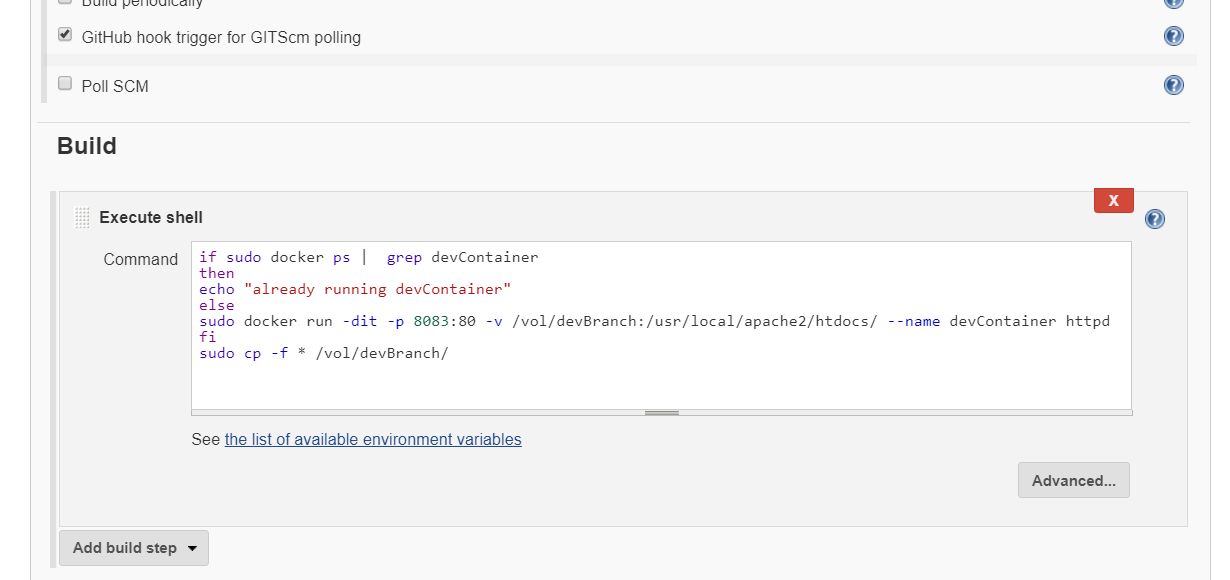 Build periodically
GitHub hook trigger for GITScm polling
?
Poll SCM
?
Build
X
Execute shell
?
Command
if sudo docker ps |  grep devContainer
then
echo "already running devContainer"
else
sudo docker run -dit -p 8083:80 -v /vol/devBranch:/usr/local/apache2/htdocs/ --name devContainer httpd
fi
sudo cp -f * /vol/devBranch/
See the list of available environment variables
Advanced...
Add build step